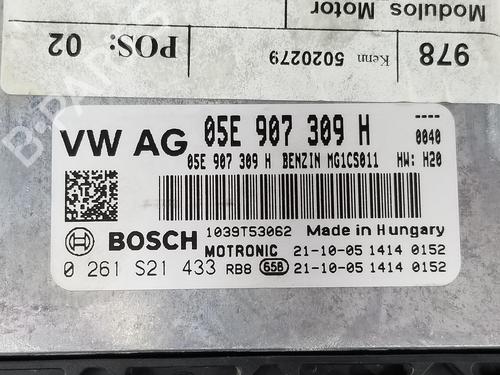 Modulos Motor
POS: 02
Kenn 5020279
978
VW AG 05E 907 309 H ----
0040
05E 907 309 H BENZIN MG1CS011 HW: H20
1039T53062 Made in Hungary
BOSCH MOTRONIC 21-10-05 1414 0152
0 261 S21 433 RB8 65B 21-10-05 1414 0152